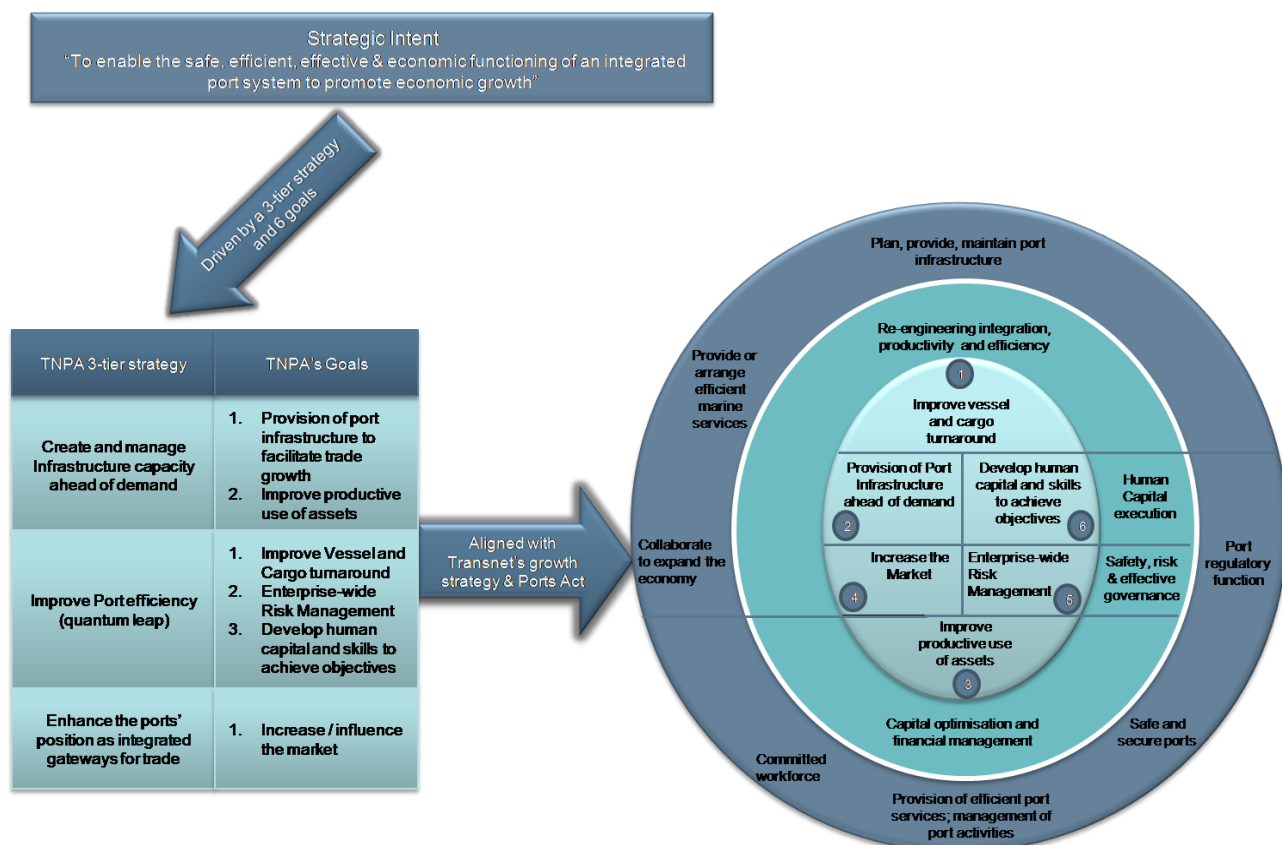 Strategic Intent
“To enable the safe, efficient, effective & economic functioning of an integrated
port system to promote economic growth”
Driven by a 3-tier strategy
and 6 goals
TNPA 3-tier strategy
TNPA’s Goals
Create and manage
Infrastructure capacity
ahead of demand
1. Provision of port
infrastructure to
facilitate trade
growth
2. Improve productive
use of assets
Improve Port efficiency
(quantum leap)
1. Improve Vessel and
Cargo turnaround
2. Enterprise-wide
Risk Management
3. Develop human
capital and skills to
achieve objectives
Enhance the ports’
position as integrated
gateways for trade
1. Increase / influence
the market
Aligned with
Transnet’s growth
strategy & Ports Act
Plan, provide, maintain port
infrastructure
Provide or
arrange
efficient
marine
services
Collaborate
to expand the
economy
Committed
workforce
Provision of efficient port
services; management of
port activities
Safe and
secure ports
Port
regulatory
function
Re-engineering integration,
productivity and efficiency
Human
Capital
execution
Safety, risk
& effective
governance
Capital optimisation and
financial management
1
Improve vessel
and cargo
turnaround
Provision of Port
Infrastructure
ahead of demand
2
Develop human
capital and skills
to achieve
objectives
6
Increase the
Market
4
Enterprise-wide
Risk
Management
5
Improve
productive use
of assets
3